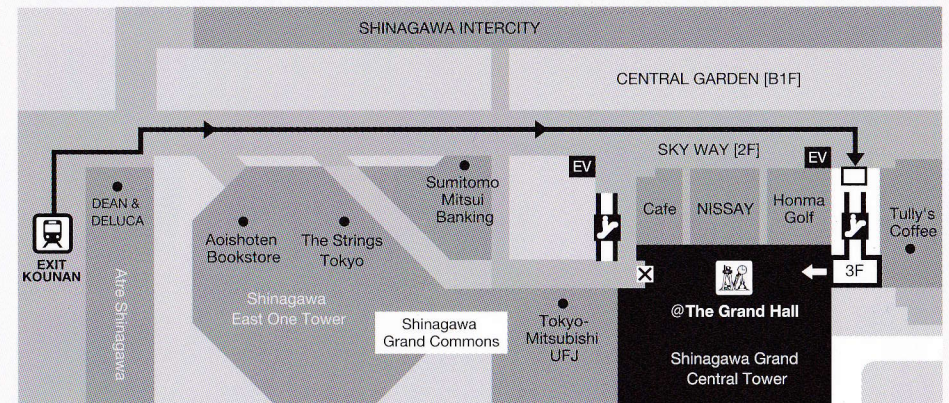 SHINAGAWA INTERCITY
CENTRAL GARDEN [B1F]
SKY WAY [2F]
EV
EV
DEAN &
DELUCA
EXIT
KOUNAN
Atre Shinagawa
Aoishoten
Bookstore
The Strings
Tokyo
Sumitomo
Mitsui
Banking
Shinagawa
East One Tower
Shinagawa
Grand Commons
Tokyo-
Mitsubishi
UFJ
Cafe
NISSAY
Honma
Golf
Tully's
Coffee
3F
@The Grand Hall
Shinagawa Grand
Central Tower